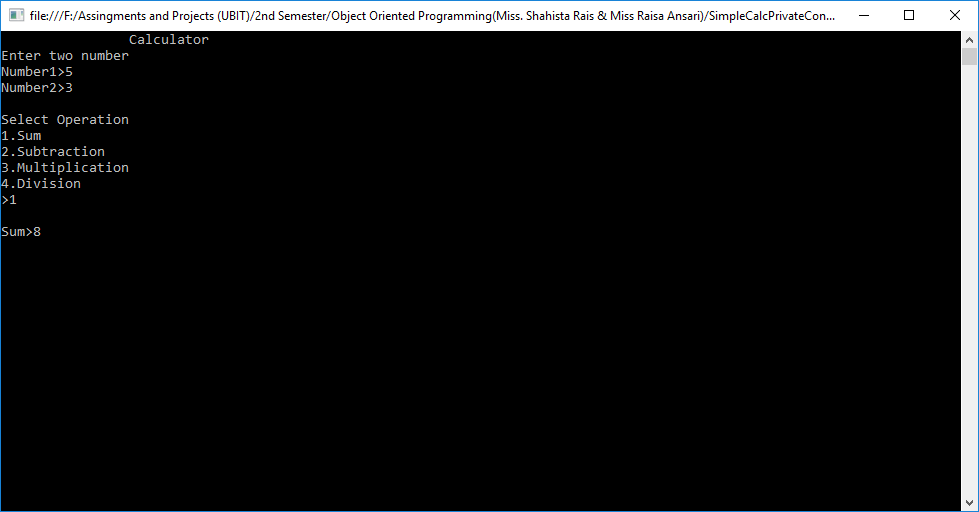 file:///F:/Assingments and Projects (UBIT)/2nd Semester/Object Oriented Programming(Miss. Shahista Rais & Miss Raisa Ansari)/SimpleCalcPrivateCon...
Calculator
Enter two number
Number1>5
Number2>3
Select Operation
1.Sum
2.Subtraction
3.Multiplication
4.Division
>1
Sum>8